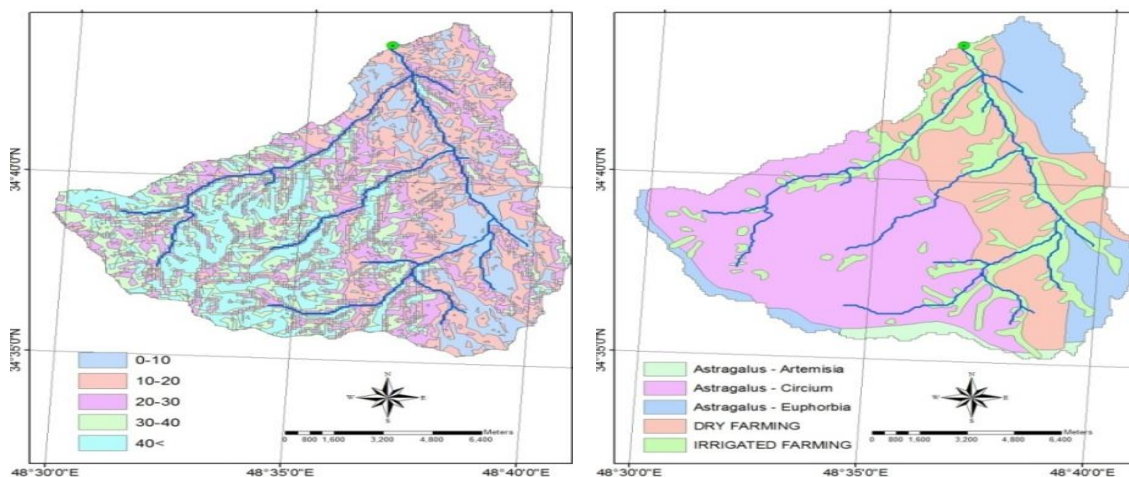 34°40'0"N
34°35'0"N
0-10
10-20
20-30
30-40
40<
N
W E
S
Meters
0 800 1,600 3,200 4,800 6,400
48°30'0"E 48°35'0"E 48°40'0"E
34°40'0"N
34°35'0"N
Astragalus - Artemisia
Astragalus - Circium
Astragalus - Euphorbia
DRY FARMING
IRRIGATED FARMING
N
W E
S
Meters
0 800 1,600 3,200 4,800 6,400
48°30'0"E 48°35'0"E 48°40'0"E